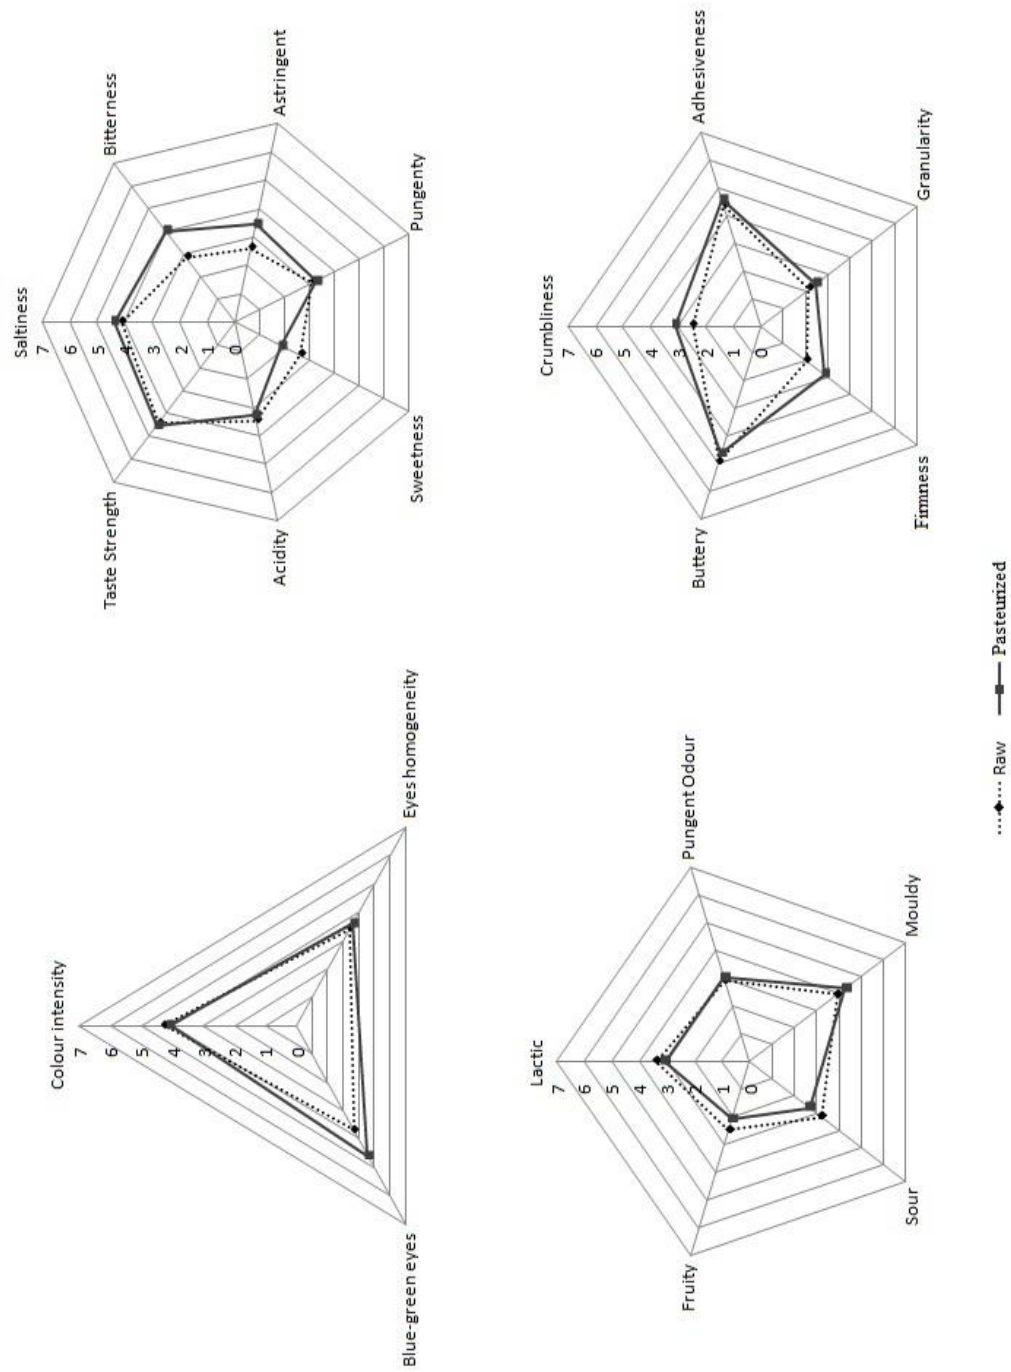 Colour intensity
7
6
5
4
3
2
1
0
Blue-green eyes
Eyes homogeneity
Saltiness
7
6
5
4
3
2
1
0
Taste Strength
Bitterness
Acidity
Astringent
Sweetness
Pungenty
Lactic
7
6
5
4
3
2
1
0
Fruity
Pungent Odour
Sour
Mouldy
Crumbliness
7
6
5
4
3
2
1
0
Buttery
Adhesiveness
Firmness
Granularity
Raw
Pasteurized